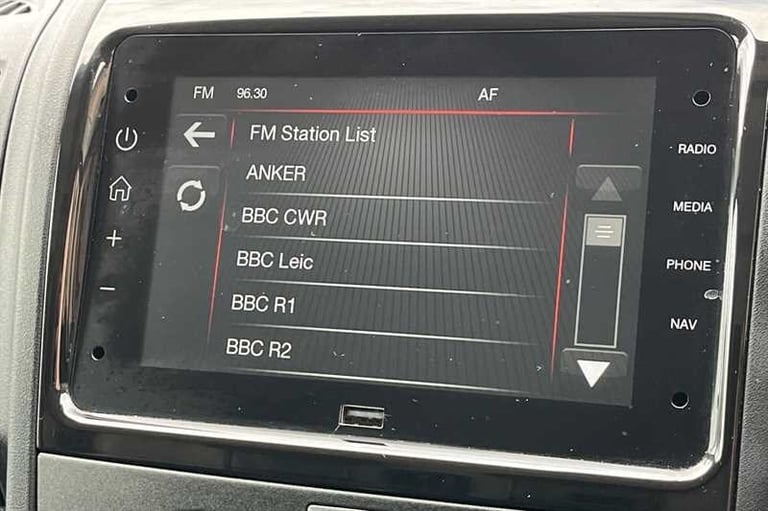 FM 96.30 AF
FM Station List
ANKER
BBC CWR
BBC Leic
BBC R1
BBC R2
RADIO
MEDIA
PHONE
NAV